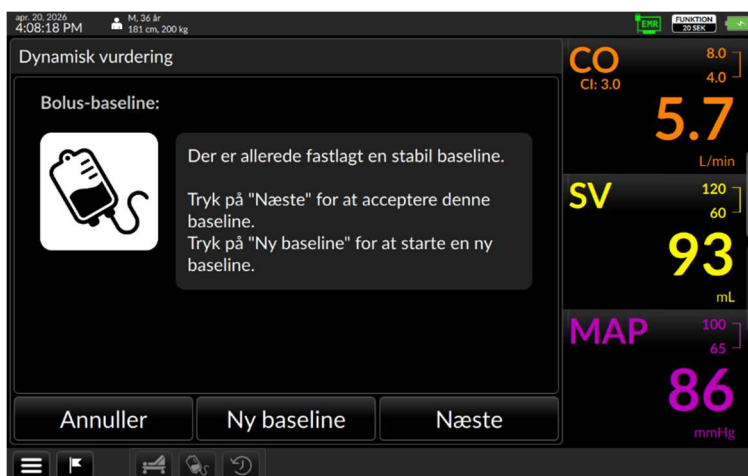 apr. 20, 2026
4:08:18 PM
M, 36 år
181 cm, 200 kg
EMR
FUNKTION
20 SEK
Dynamisk vurdering
Bolus-baseline:
Der er allerede fastlagt en stabil baseline.
Tryk på "Næste" for at acceptere denne
baseline.
Tryk på "Ny baseline" for at starte en ny
baseline.
Annuller
Ny baseline
Næste
CO
CI: 3.0
8.0
4.0
5.7
L/min
SV
120
60
93
mL
MAP
100
65
86
mmHg